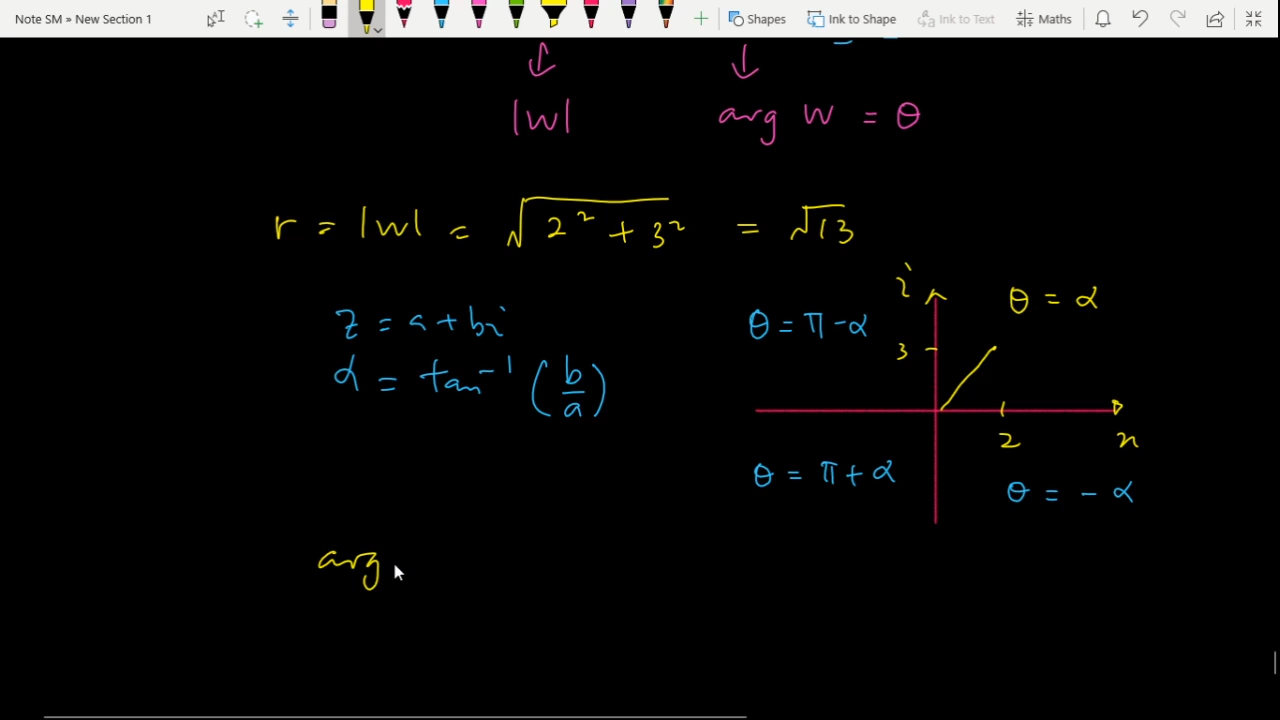 Note SM » New Section 1
Shapes
Ink to Shape
Ink to Text
Maths
|w|
arg w = θ
r = |w| = √(2² + 3²) = √13
z = a + bi
α = tan⁻¹ (b/a)
θ = π - α
i
θ = α
3
2
x
θ = π + α
θ = - α
arg